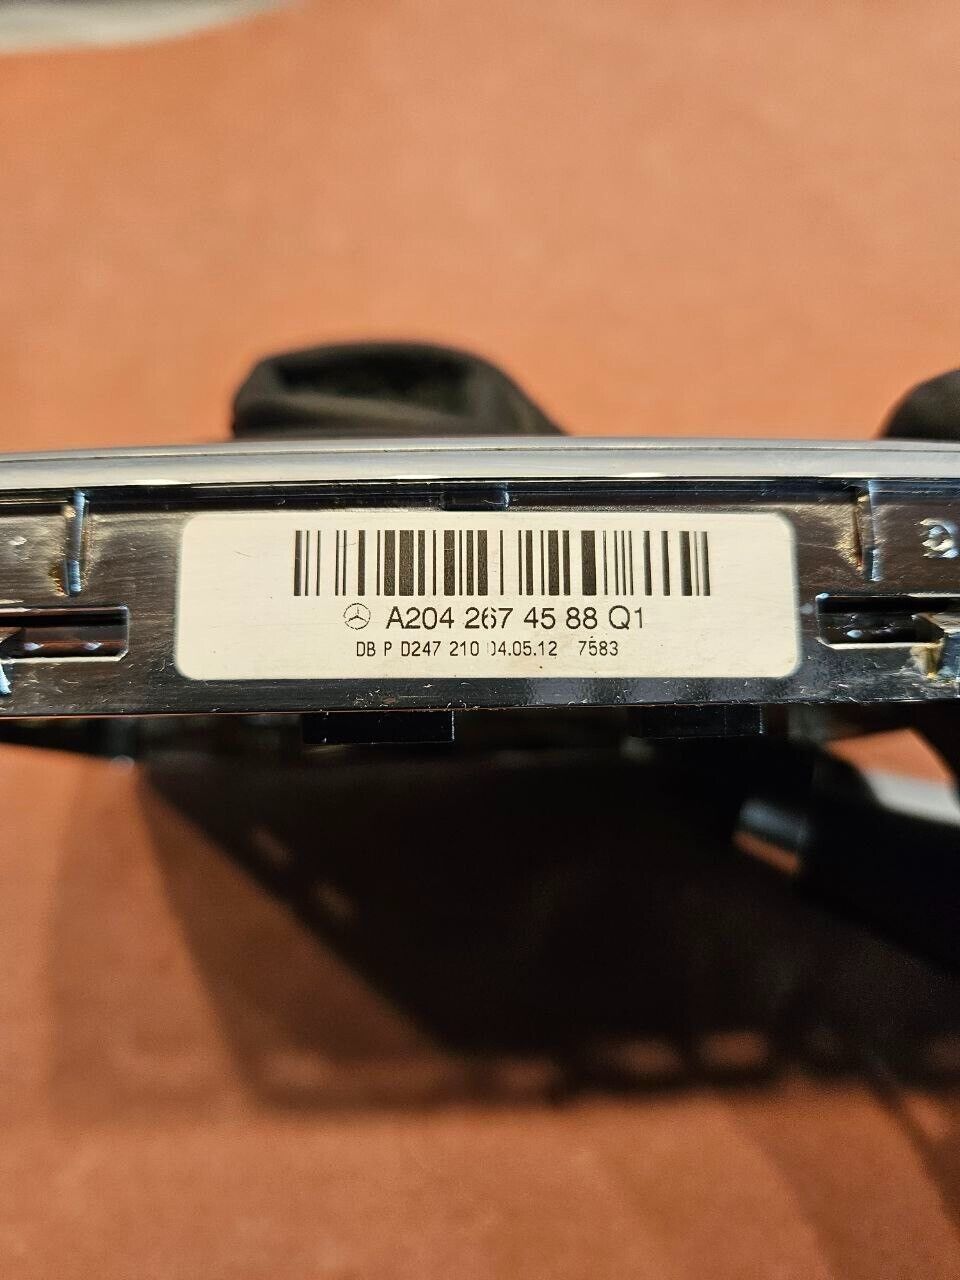 A204 267 45 88 Q1
DB P D247 210 04.05.12 7583